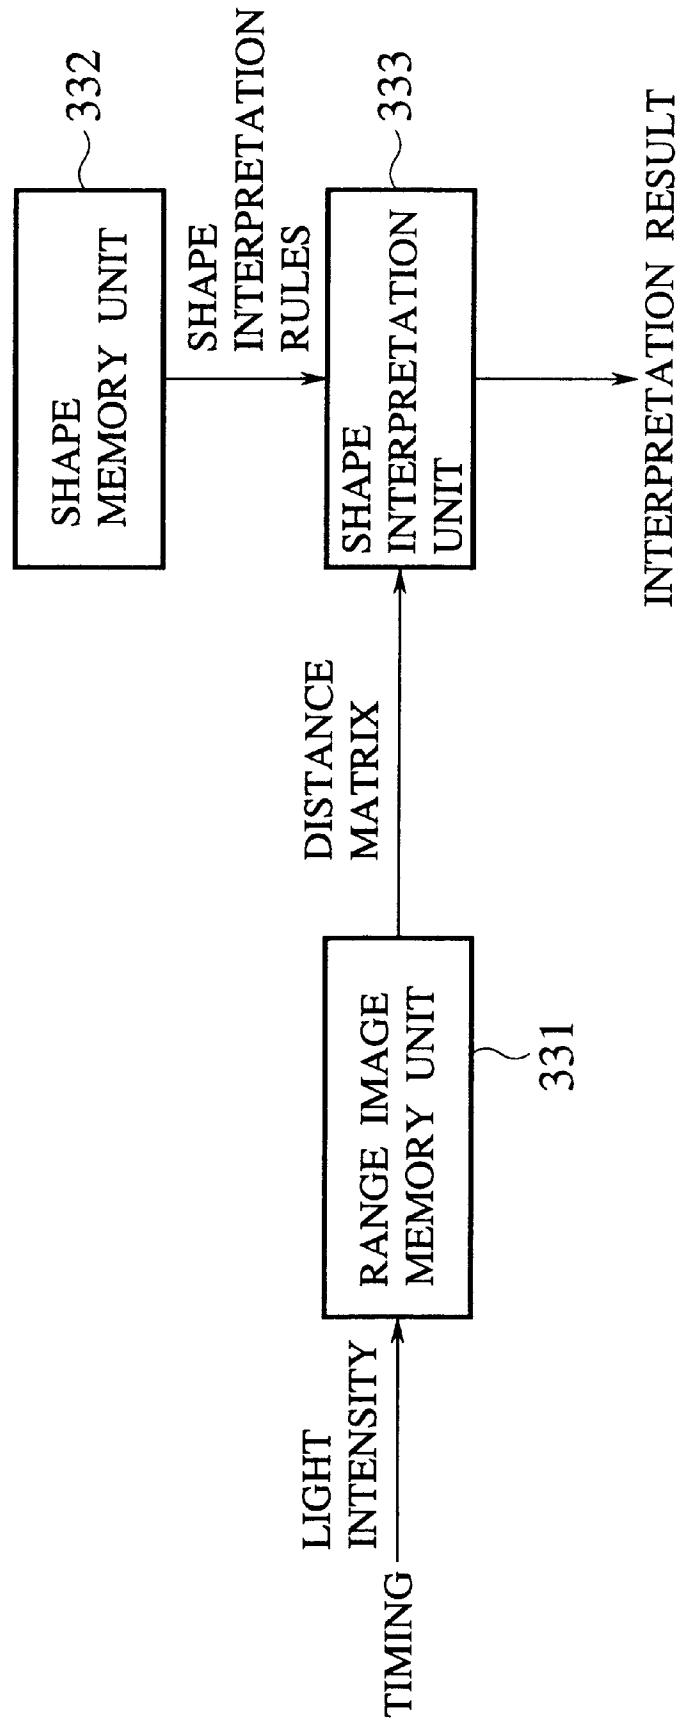 SHAPE
MEMORY UNIT
332
SHAPE
INTERPRETATION
RULES
LIGHT
INTENSITY
TIMING
RANGE IMAGE
MEMORY UNIT
331
DISTANCE
MATRIX
SHAPE
INTERPRETATION
UNIT
333
INTERPRETATION RESULT